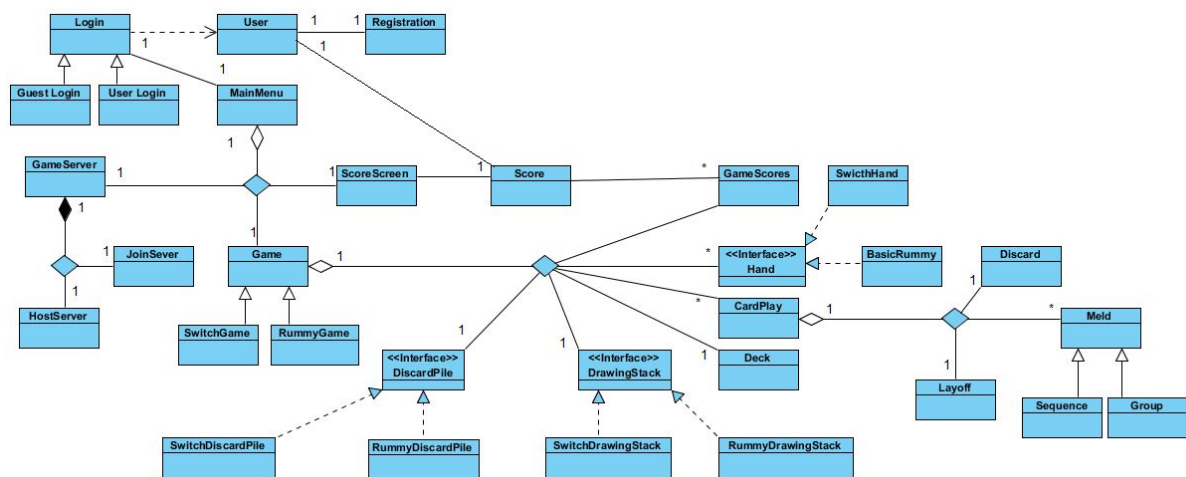 Login
User
Registration
1
1
1
1
1
Guest Login
User Login
MainMenu
1
GameServer
1
1
1
ScoreScreen
1
Score
*
GameScores
SwicthHand
1
JoinSever
1
1
Game
1
*
<<Interface>>
Hand
BasicRummy
Discard
1
HostServer
SwitchGame
RummyGame
*
CardPlay
1
1
*
Meld
1
<<Interface>>
DiscardPile
1
<<Interface>>
DrawingStack
1
Deck
1
Layoff
Sequence
Group
SwitchDiscardPile
RummyDiscardPile
SwitchDrawingStack
RummyDrawingStack